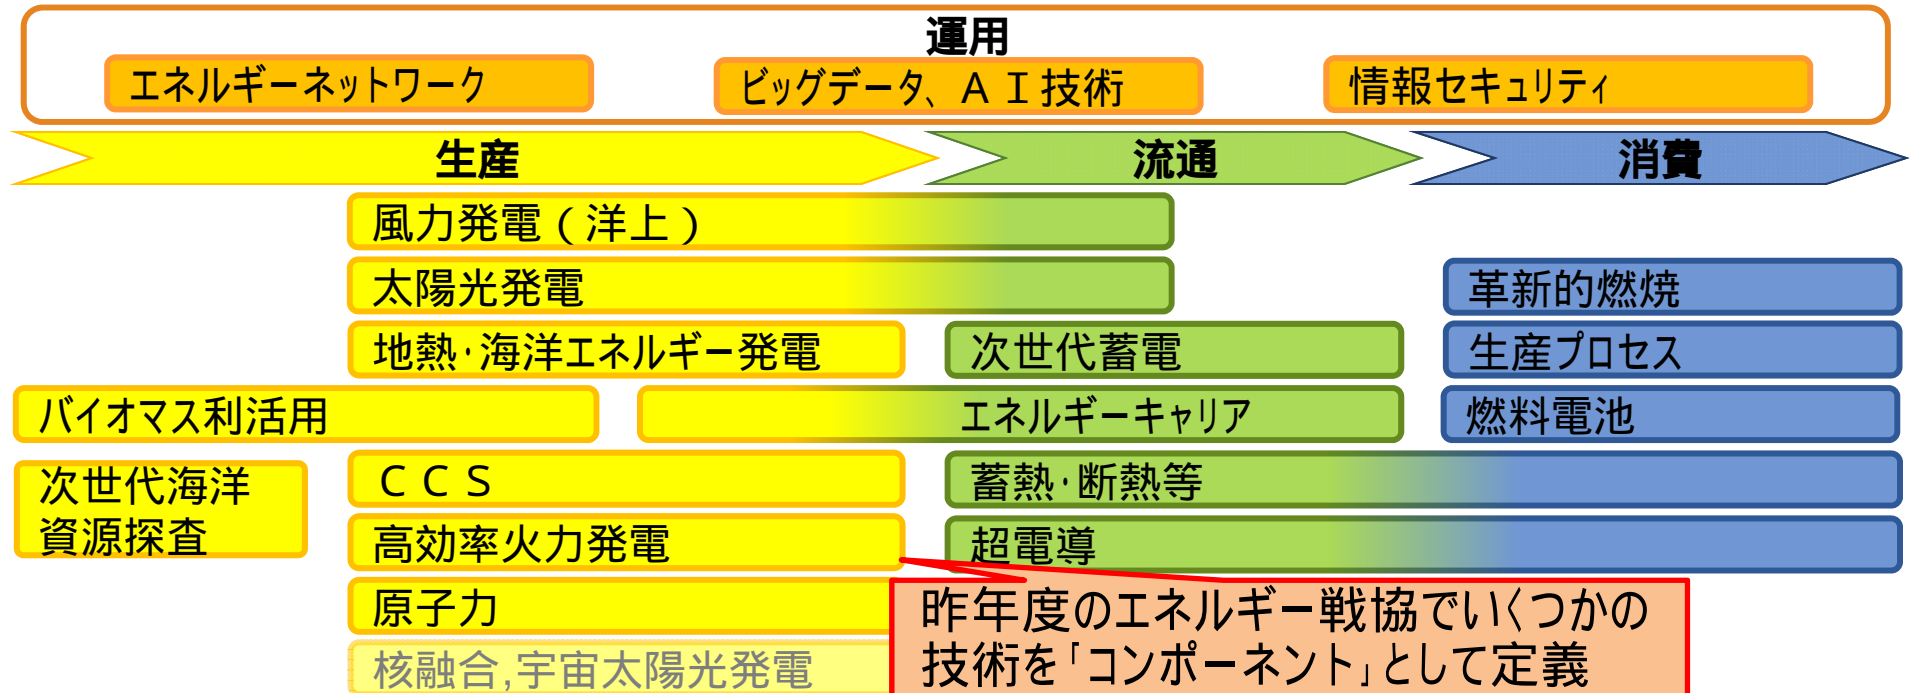 運用
エネルギーネットワーク
ビッグデータ、ＡＩ技術
情報セキュリティ
生産
流通
消費
風力発電（洋上）
太陽光発電
革新的燃焼
地熱・海洋エネルギー発電
次世代蓄電
生産プロセス
バイオマス利活用
エネルギーキャリア
燃料電池
次世代海洋
資源探査
ＣＣＳ
蓄熱・断熱等
高効率火力発電
超電導
原子力
核融合,宇宙太陽光発電
昨年度のエネルギー戦協でいくつかの
技術を「コンポーネント」として定義